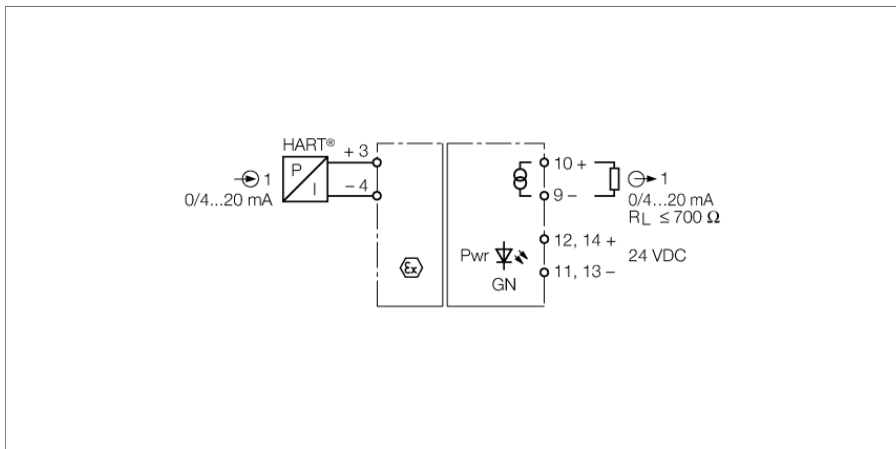 HART®
+ 3
P
I
– 4
1
0/4...20 mA
Ex
Pwr
GN
10 +
9 –
1
0/4...20 mA
RL ≤ 700 Ω
12, 14 +
24 VDC
11, 13 –